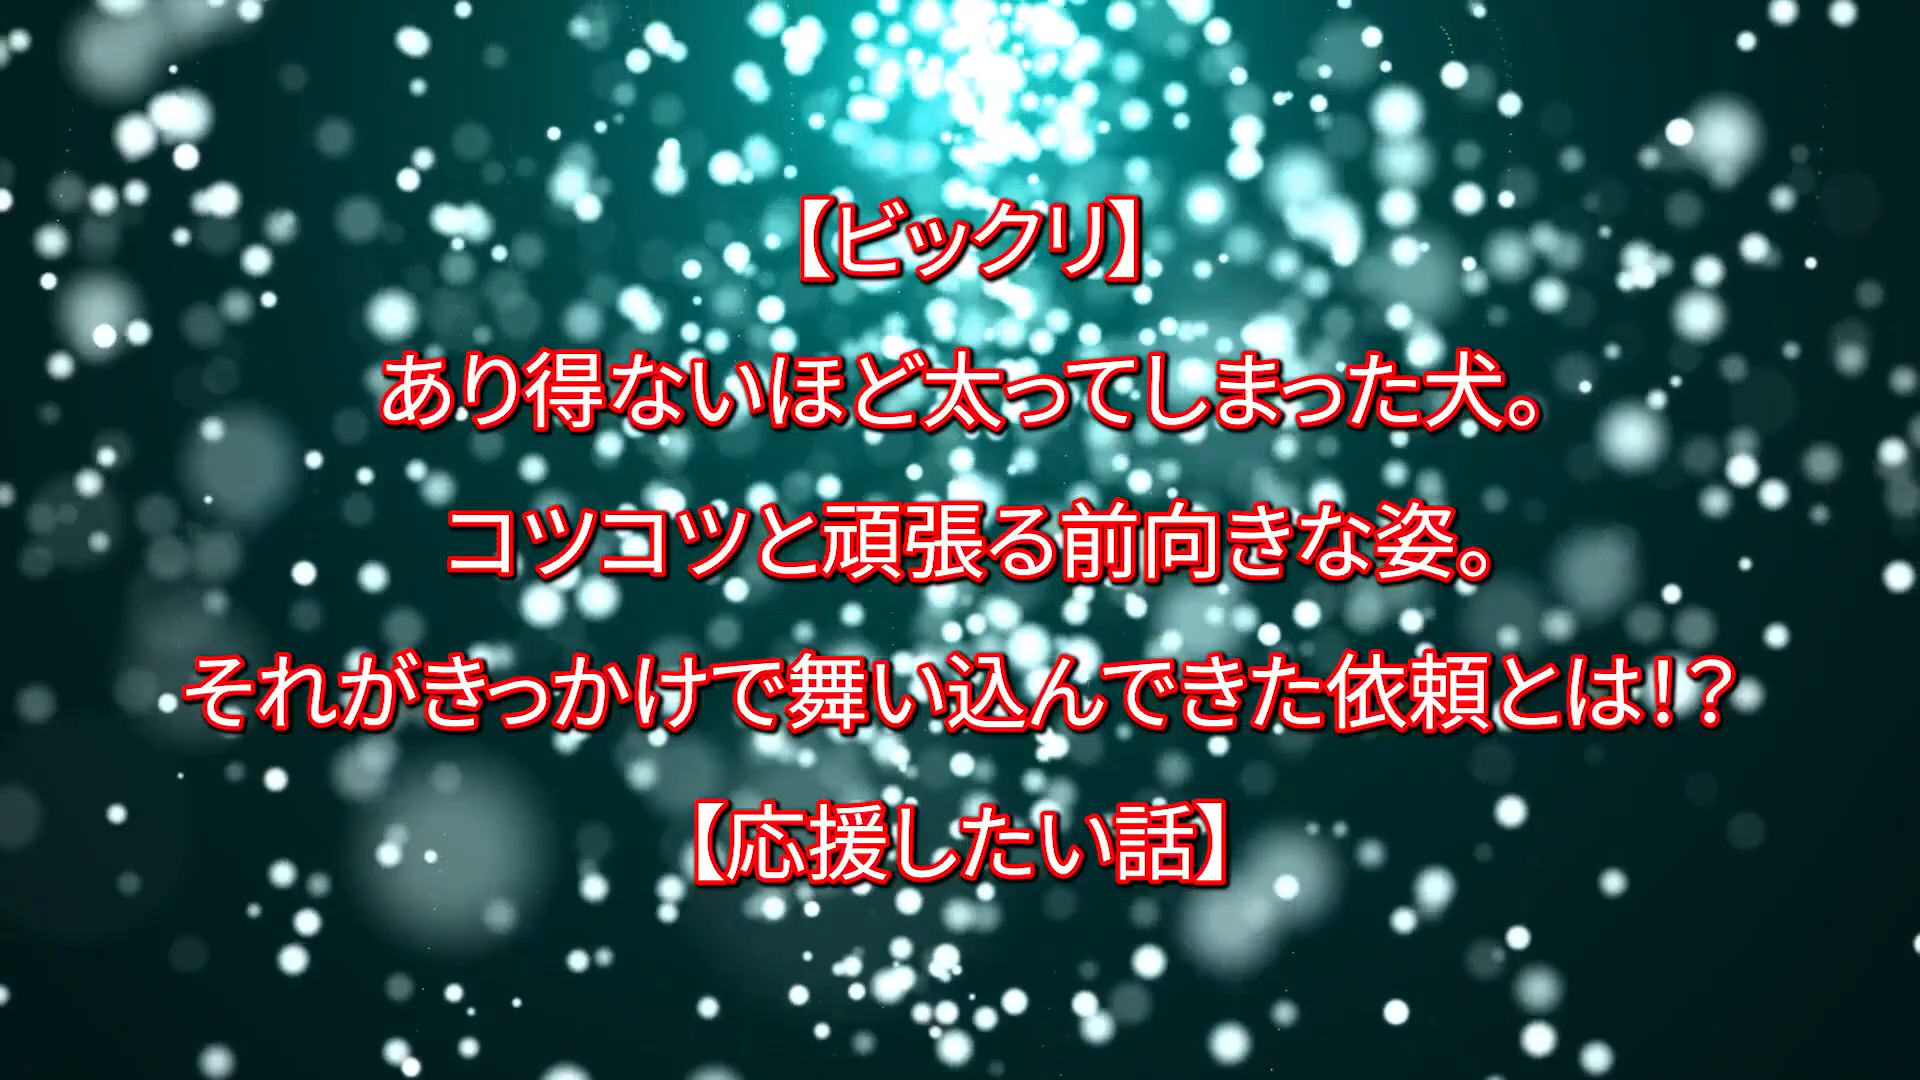 【ビックリ】
あり得ないほど太ってしまった犬。
コツコツと頑張る前向きな姿。
それがきっかけで舞い込んできた依頼とは!?
【応援したい話】